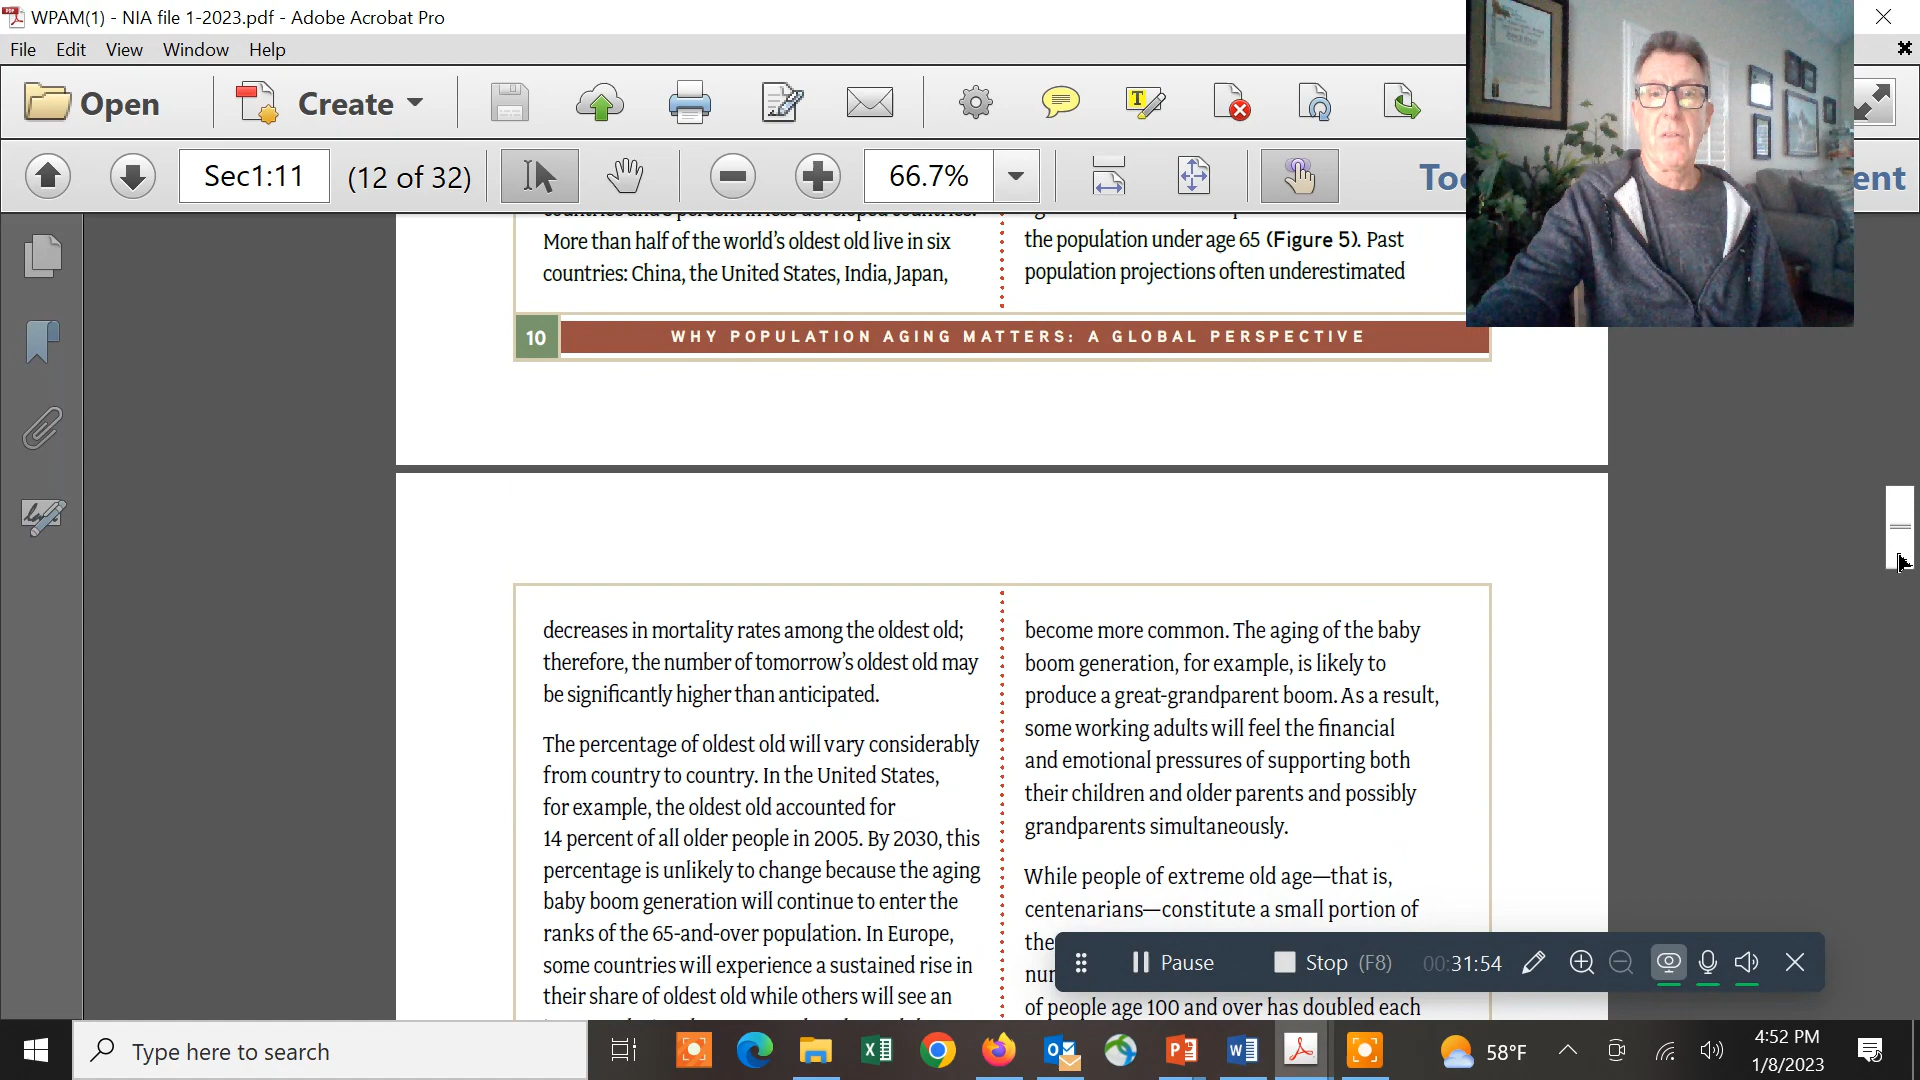 WPAM(1) - NIA file 1-2023.pdf - Adobe Acrobat Pro
File Edit View Window Help
Open Create
Sec1:11 (12 of 32) 66.7%
More than half of the world's oldest old live in six
countries: China, the United States, India, Japan,
the population under age 65 (Figure 5). Past
population projections often underestimated
10 WHY POPULATION AGING MATTERS: A GLOBAL PERSPECTIVE
decreases in mortality rates among the oldest old;
therefore, the number of tomorrow's oldest old may
be significantly higher than anticipated.
The percentage of oldest old will vary considerably
from country to country. In the United States,
for example, the oldest old accounted for
14 percent of all older people in 2005. By 2030, this
percentage is unlikely to change because the aging
baby boom generation will continue to enter the
ranks of the 65-and-over population. In Europe,
some countries will experience a sustained rise in
their share of oldest old while others will see an
become more common. The aging of the baby
boom generation, for example, is likely to
produce a great-grandparent boom. As a result,
some working adults will feel the financial
and emotional pressures of supporting both
their children and older parents and possibly
grandparents simultaneously.
While people of extreme old age—that is,
centenarians—constitute a small portion of
the
of people age 100 and over has doubled each
Pause Stop (F8) 00:31:54
Type here to search
58°F
4:52 PM
1/8/2023